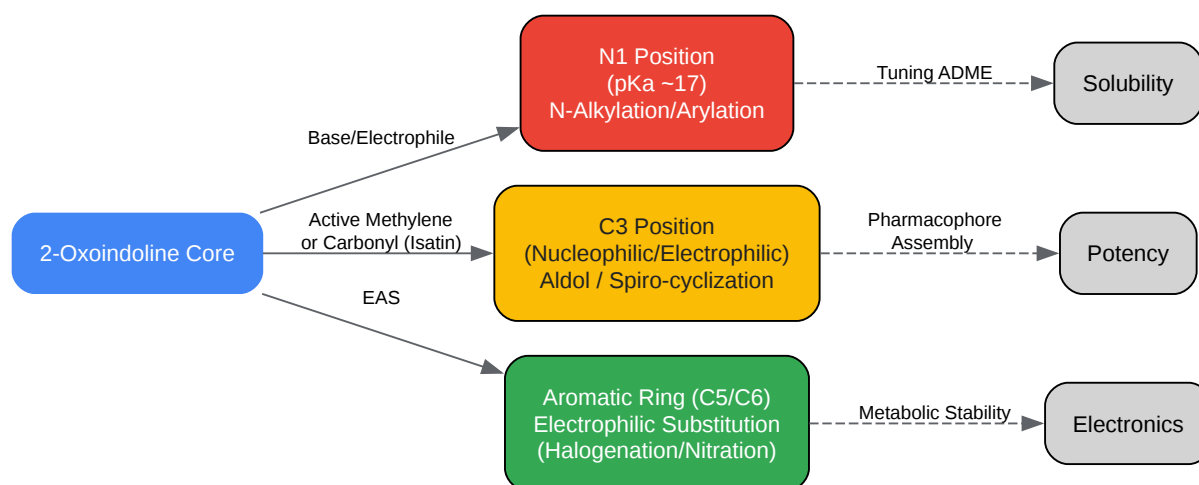 N1 Position
(pKa ~17)
N-Alkylation/Arylation
Tuning ADME
Solubility
Base/Electrophile
2-Oxoindoline Core
Active Methylene
or Carbonyl (Isatin)
C3 Position
(Nucleophilic/Electrophilic)
Aldol / Spiro-cyclization
Pharmacophore
Assembly
Potency
EAS
Aromatic Ring (C5/C6)
Electrophilic Substitution
(Halogenation/Nitration)
Metabolic Stability
Electronics